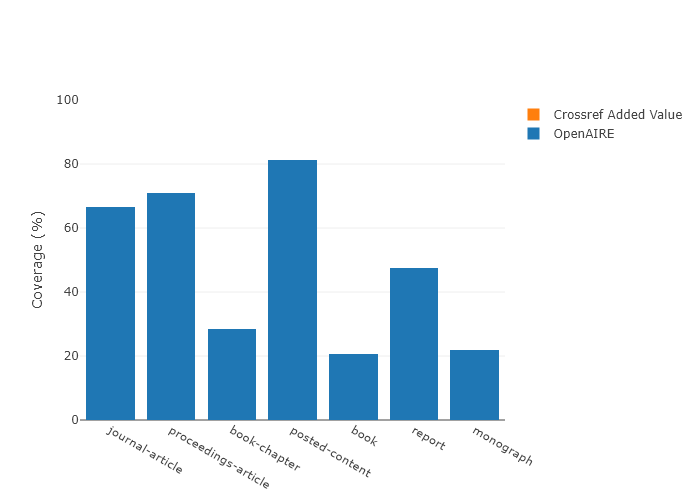 100
80
60
40
20
0
Coverage (%)
journal-article
proceedings-article
book-chapter
posted-content
book
report
monograph
Crossref Added Value
OpenAIRE